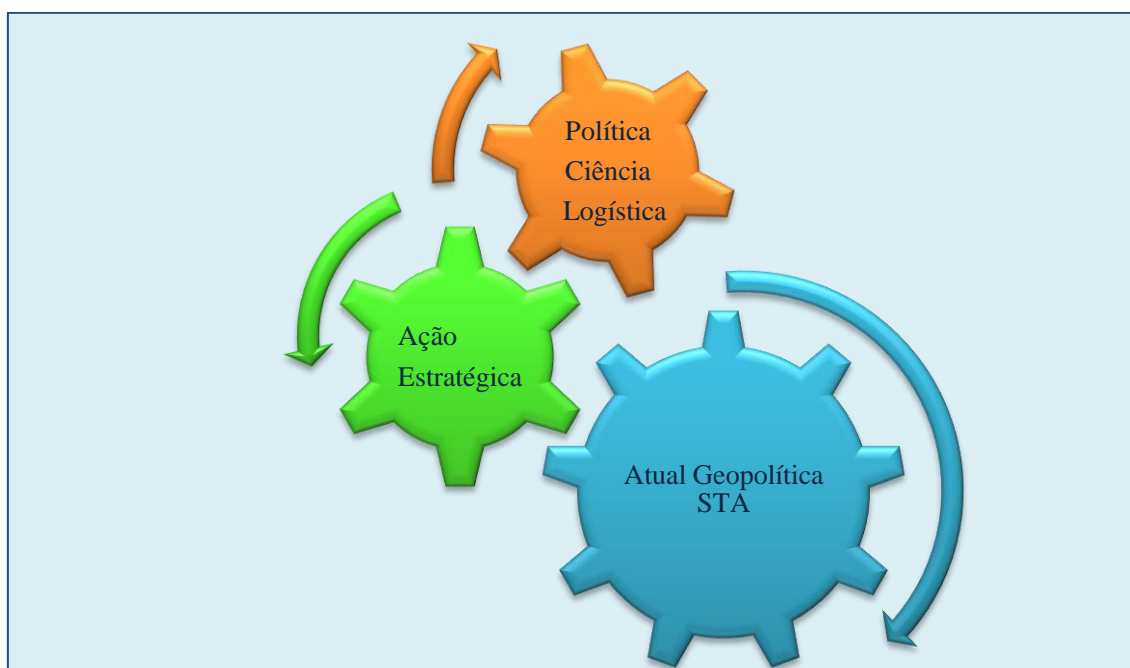 Política
Ciência
Logística
Ação
Estratégica
Atual Geopolítica
STA